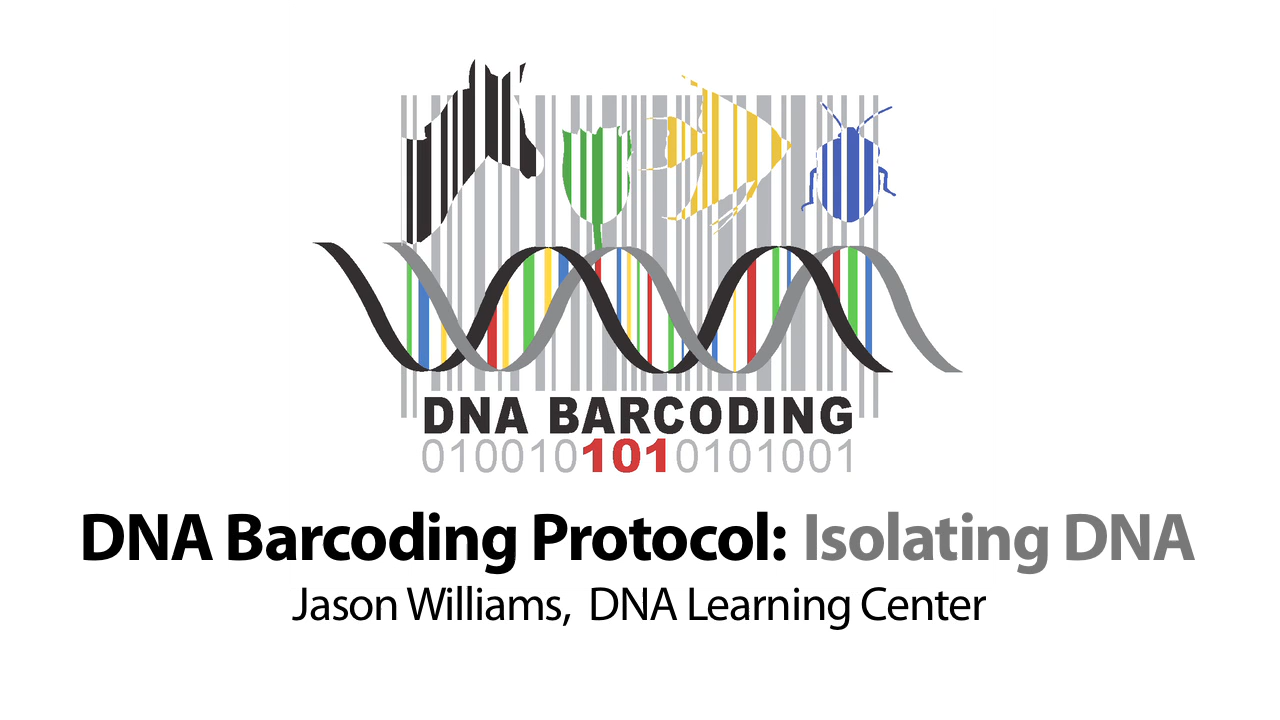 DNA BARCODING
0100101010101001
DNA Barcoding Protocol: Isolating DNA
Jason Williams, DNA Learning Center